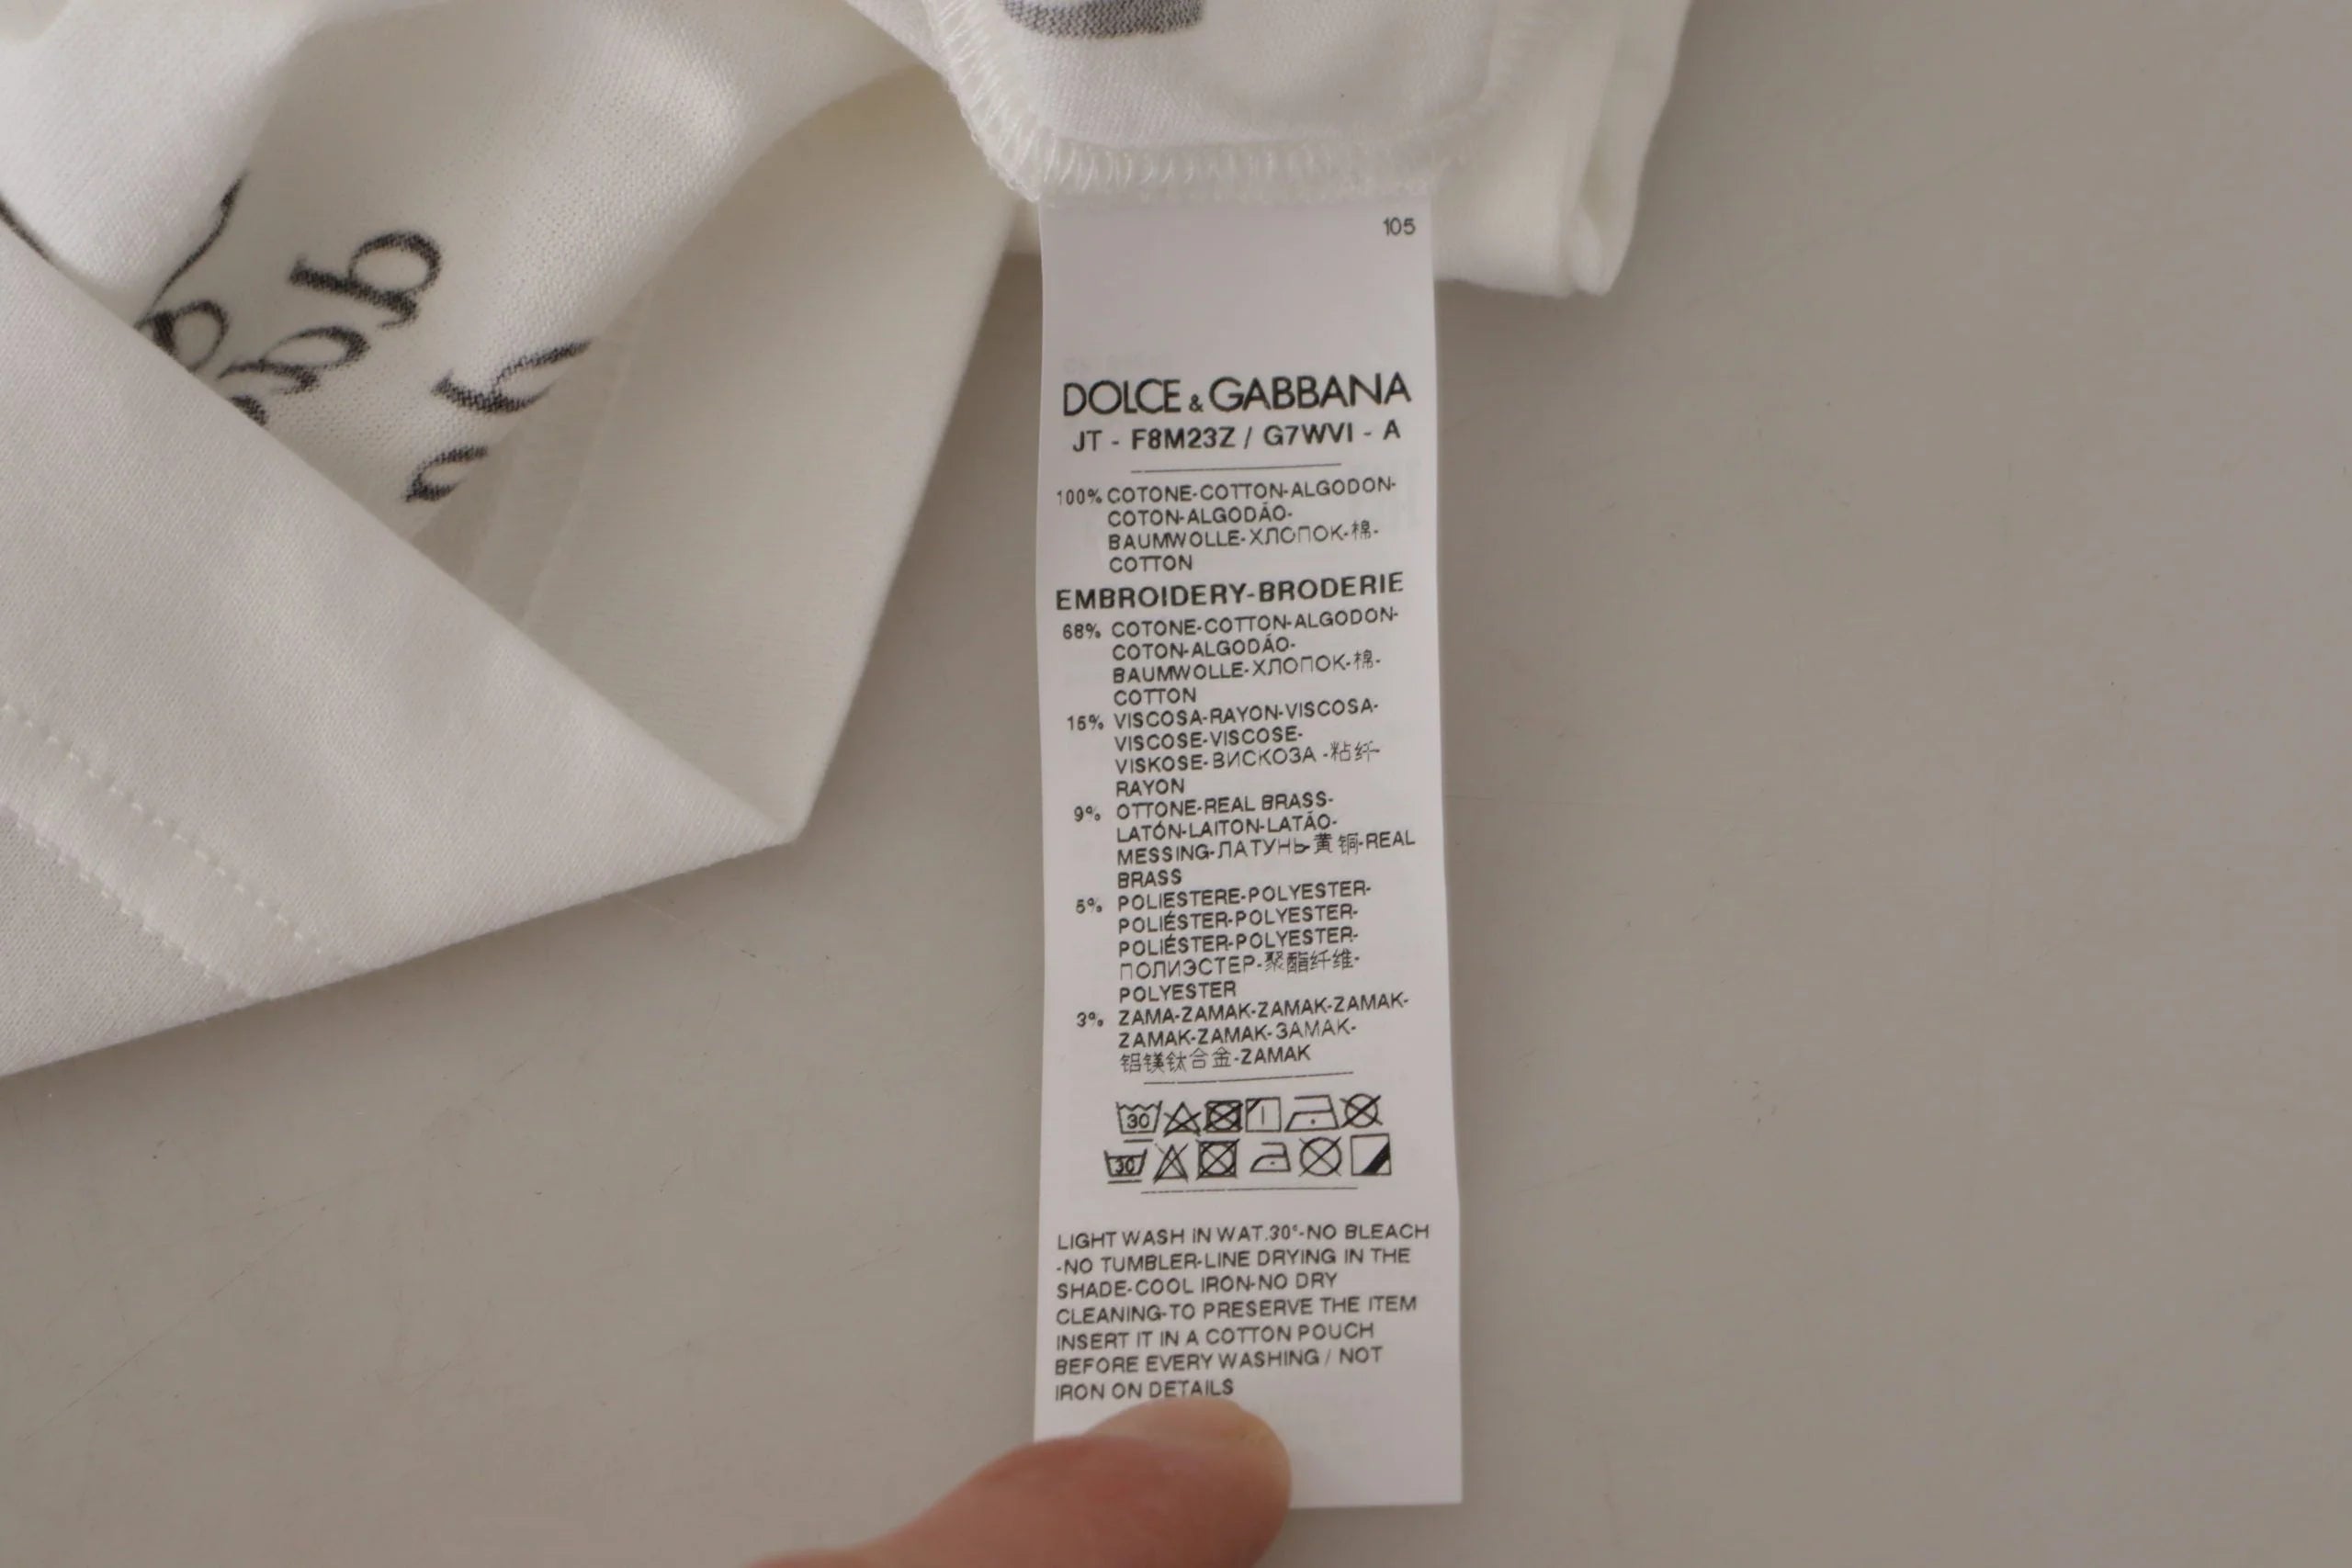 105
DOLCE & GABBANA
JT - F8M23Z / G7WVI - A
100% COTONE-COTTON-ALGODON-
COTON-ALGODÃO-
BAUMWOLLE-ХЛОПОК-棉-
COTTON
EMBROIDERY-BRODERIE
68% COTONE-COTTON-ALGODON-
COTON-ALGODÃO-
BAUMWOLLE-ХЛОПОК-棉-
COTTON
15% VISCOSA-RAYON-VISCOSA-
VISCOSE-VISCOSE-
VISKOSE-ВИСКОЗА-粘纤-
RAYON
9% OTTONE-REAL BRASS-
LATÓN-LAITON-LATÃO-
MESSING-ЛАТУНЬ-黄铜-REAL
BRASS
5% POLIESTERE-POLYESTER-
POLIÉSTER-POLYESTER-
POLIÉSTER-POLYESTER-
ПОЛИЭСТЕР-聚酯纤维-
POLYESTER
3% ZAMA-ZAMAK-ZAMAK-ZAMAK-
ZAMAK-ZAMAK-ЗАМАК-
铝镁钛合金-ZAMAK
30
30
LIGHT WASH IN WAT.30°-NO BLEACH
-NO TUMBLER-LINE DRYING IN THE
SHADE-COOL IRON-NO DRY
CLEANING-TO PRESERVE THE ITEM
INSERT IT IN A COTTON POUCH
BEFORE EVERY WASHING / NOT
IRON ON DETAILS